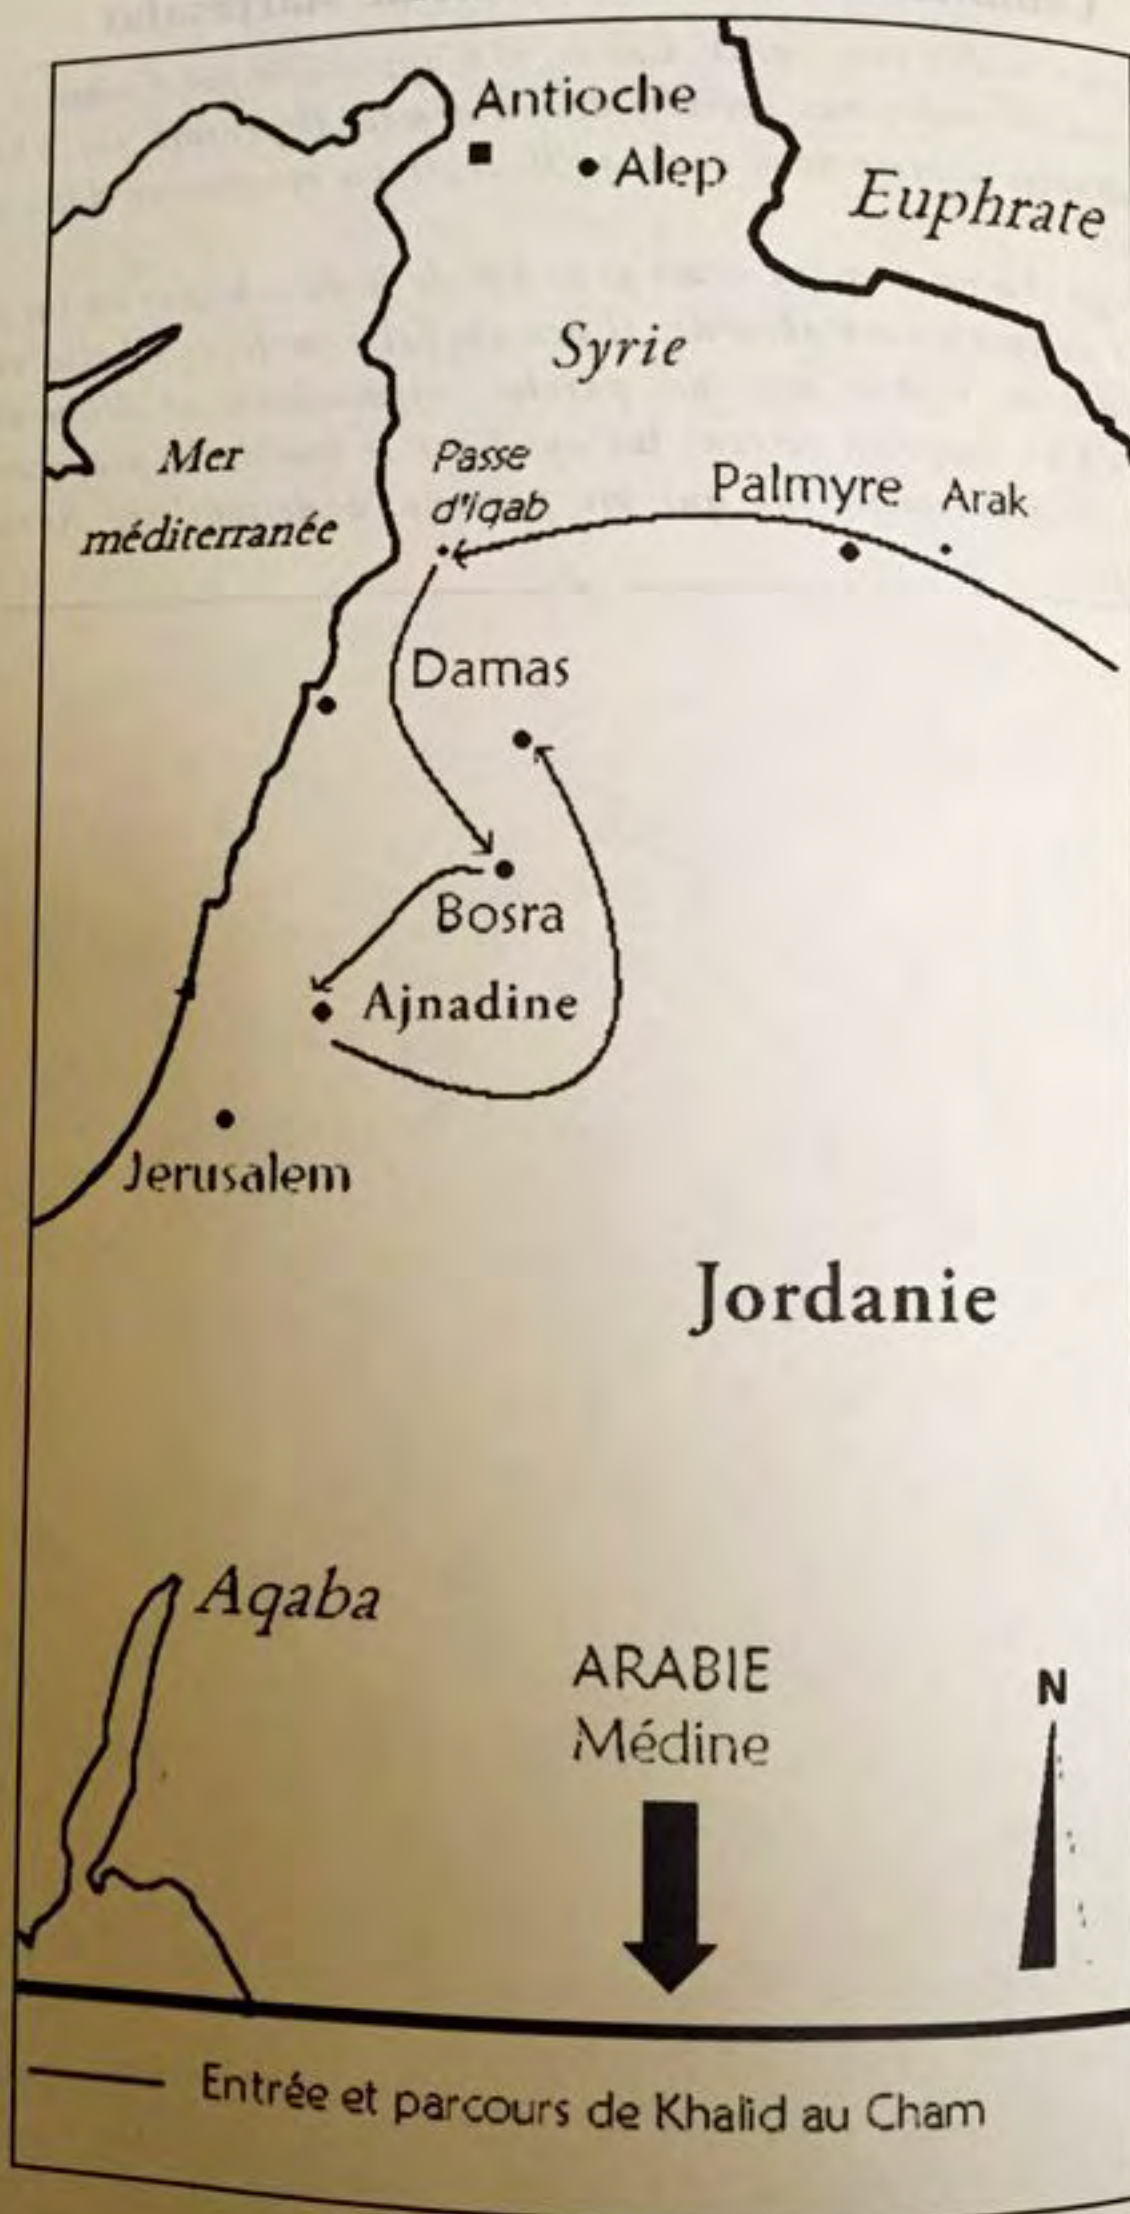 Antioche
Alep
Euphrate
Syrie
Mer
méditerranée
Passe
d'Iqab
Palmyre
Arak
Damas
Bosra
Ajnadine
Jerusalem
Jordanie
Aqaba
ARABIE
Médine
N
Entrée et parcours de Khalid au Cham